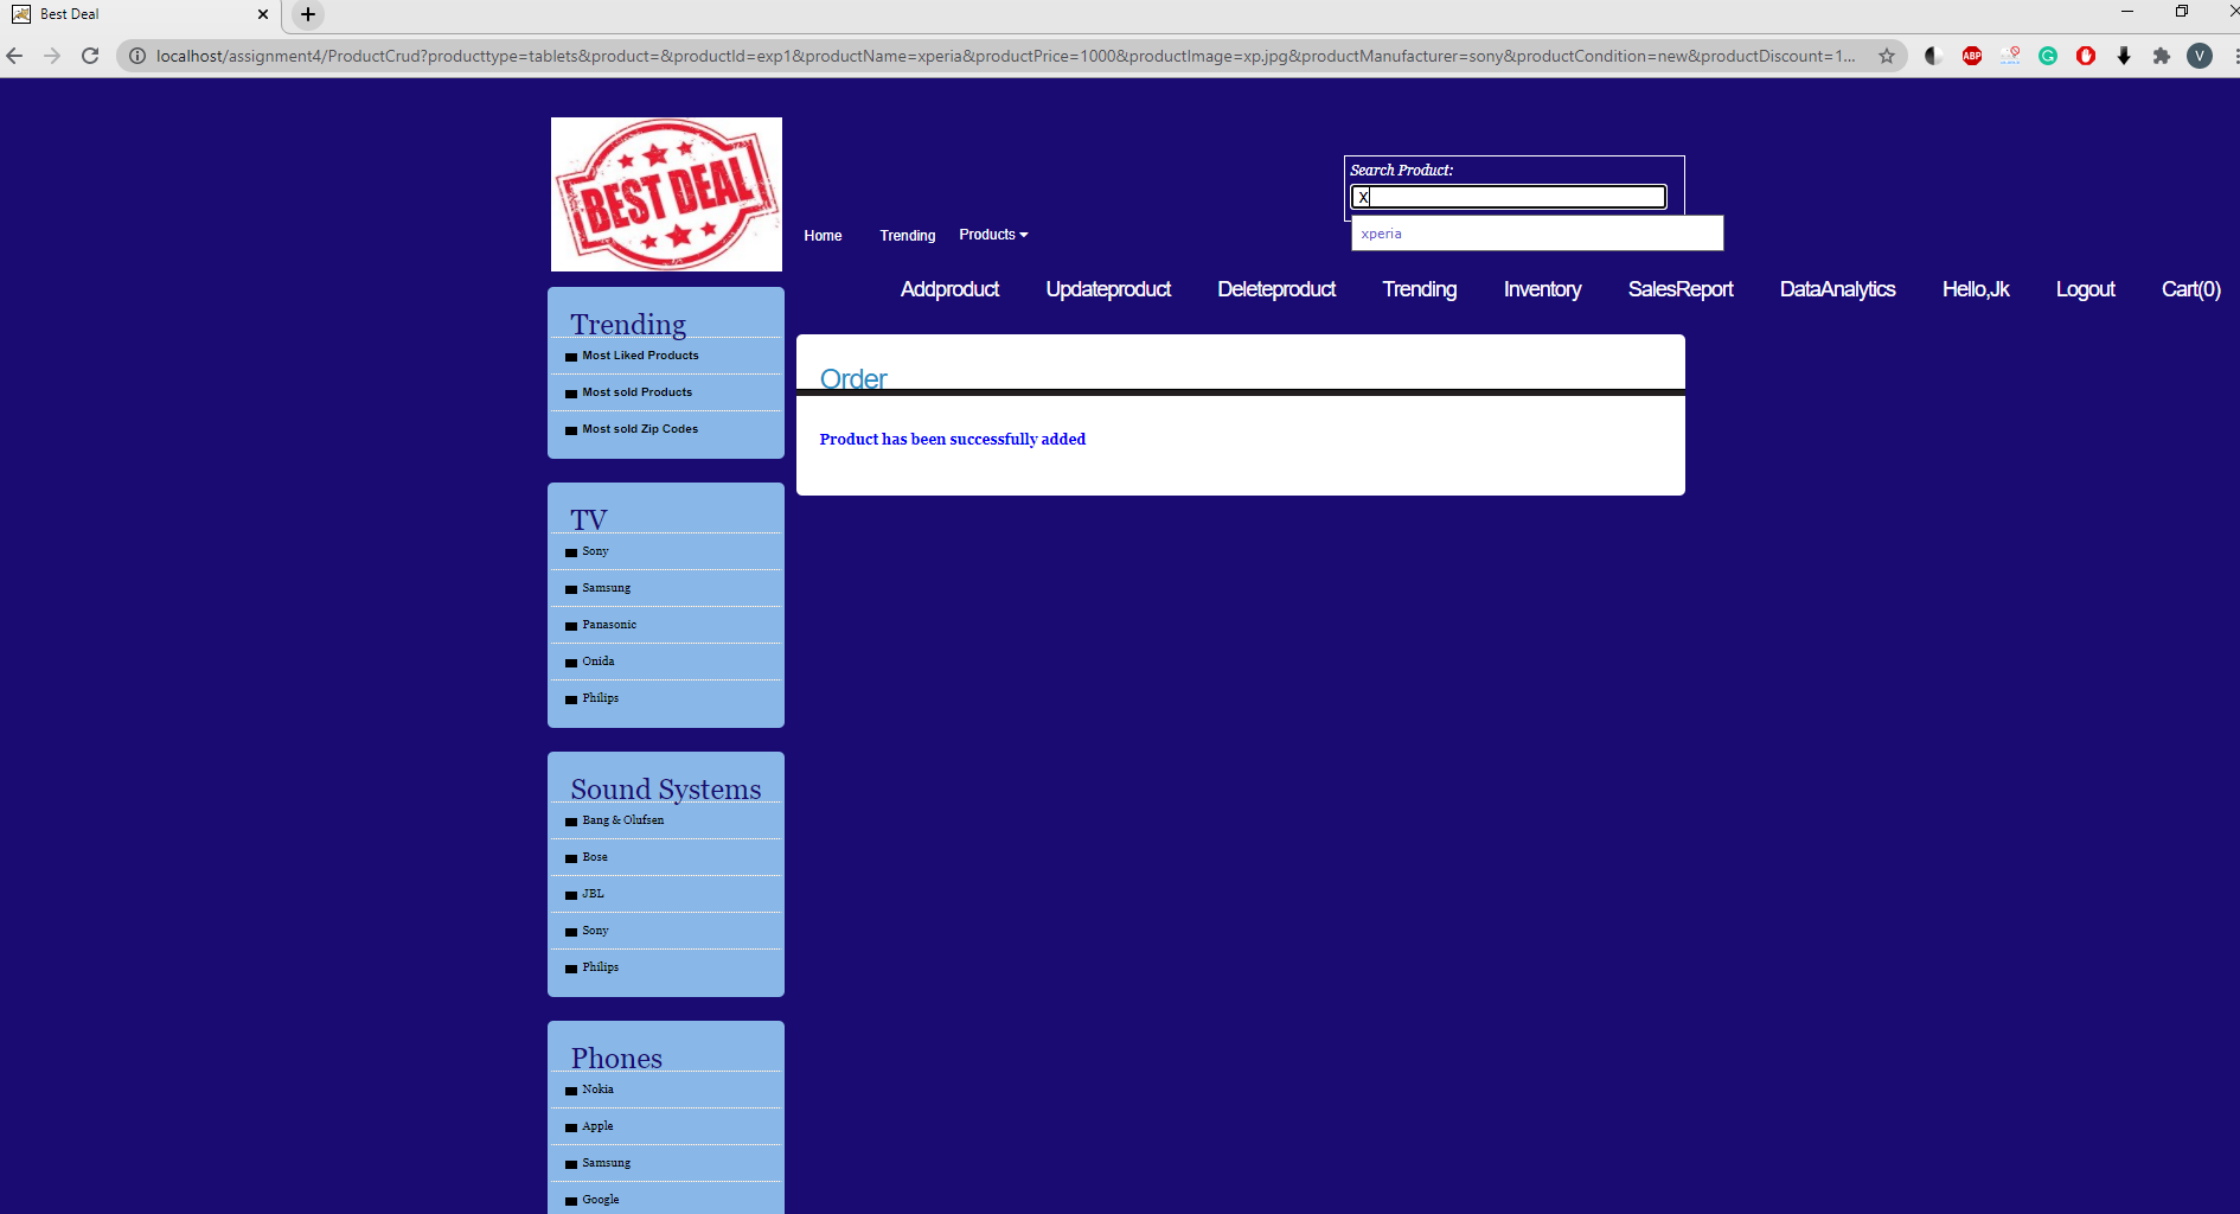 Best Deal
localhost/assignment4/ProductCrud?producttype=tablets&product=&productId=exp1&productName=xperia&productPrice=1000&productImage=xp.jpg&productManufacturer=sony&productCondition=new&productDiscount=1...
ABP
G
V
BEST DEAL
Search Product:
x
xperia
Home Trending Products
Addproduct Updateproduct Deleteproduct Trending Inventory SalesReport DataAnalytics Hello,Jk Logout Cart(0)
Trending
Most Liked Products
Most sold Products
Most sold Zip Codes
Order
Product has been successfully added
TV
Sony
Samsung
Panasonic
Onida
Philips
Sound Systems
Bang & Olufsen
Bose
JBL
Sony
Philips
Phones
Nokia
Apple
Samsung
Google